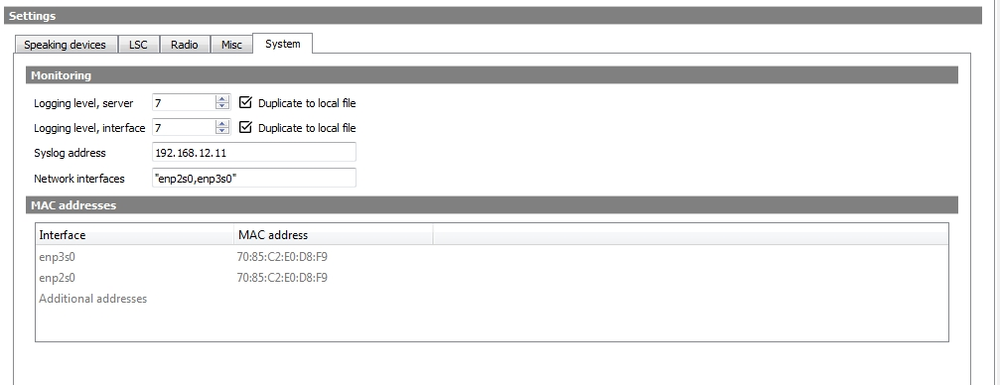 Settings
Speaking devices LSC Radio Misc System
Monitoring
Logging level, server 7 Duplicate to local file
Logging level, interface 7 Duplicate to local file
Syslog address 192.168.12.11
Network interfaces "enp2s0,enp3s0"
MAC addresses
Interface MAC address
enp3s0 70:85:C2:E0:D8:F9
enp2s0 70:85:C2:E0:D8:F9
Additional addresses